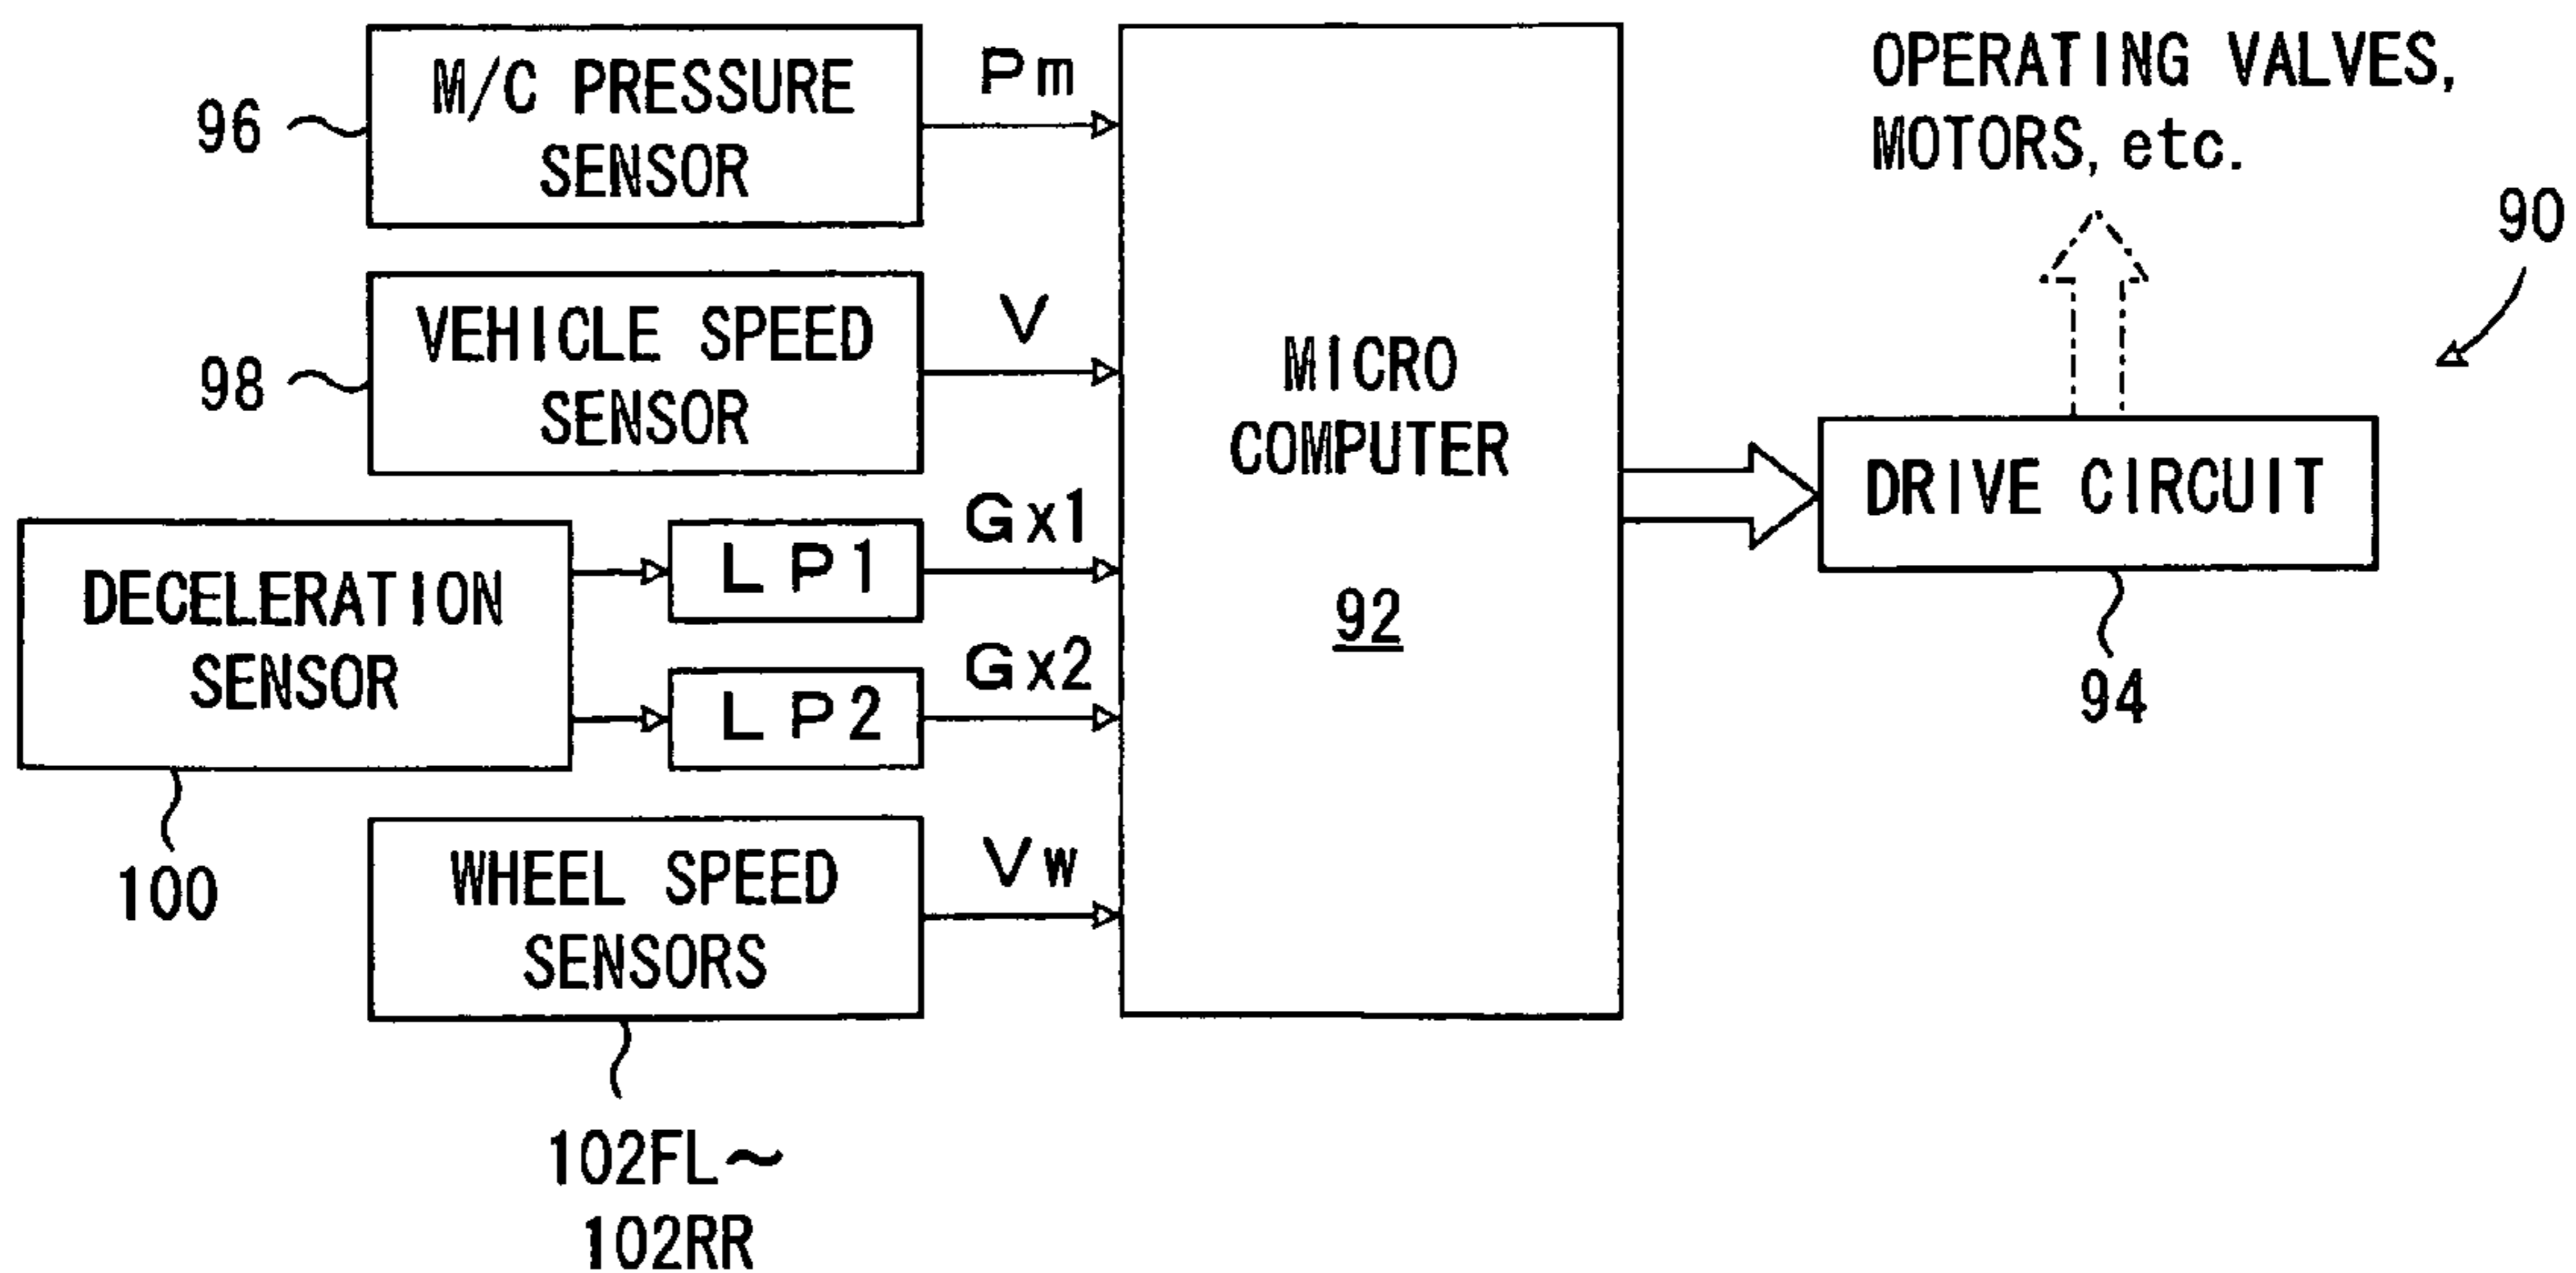 M/C PRESSURE
SENSOR
96
Pm
VEHICLE SPEED
SENSOR
98
V
DECELERATION
SENSOR
100
LP1
Gx1
LP2
Gx2
WHEEL SPEED
SENSORS
Vw
102FL~
102RR
MICRO
COMPUTER
92
OPERATING VALVES,
MOTORS, etc.
90
DRIVE CIRCUIT
94